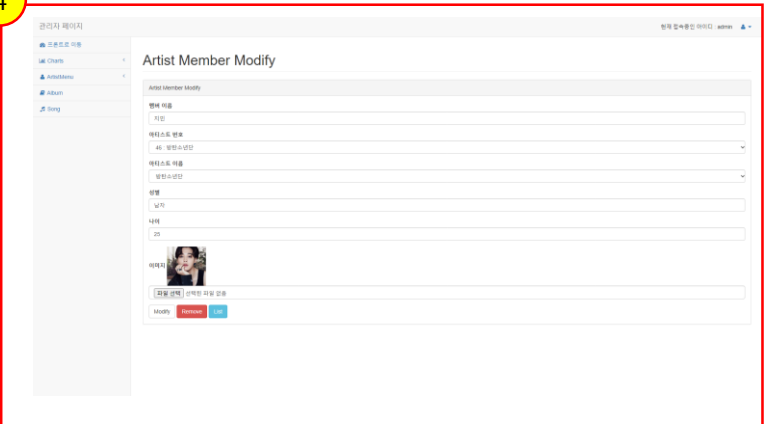 4
관리자 페이지
현재 접속중인 아이디 : admin
프론트로 이동
Charts
ArtistMenu
Album
Song
Artist Member Modify
Artist Member Modify
멤버 이름
지민
아티스트 번호
46 : 방탄소년단
아티스트 이름
방탄소년단
성별
남자
나이
25
이미지
파일 선택 선택된 파일 없음
Modify Remove List